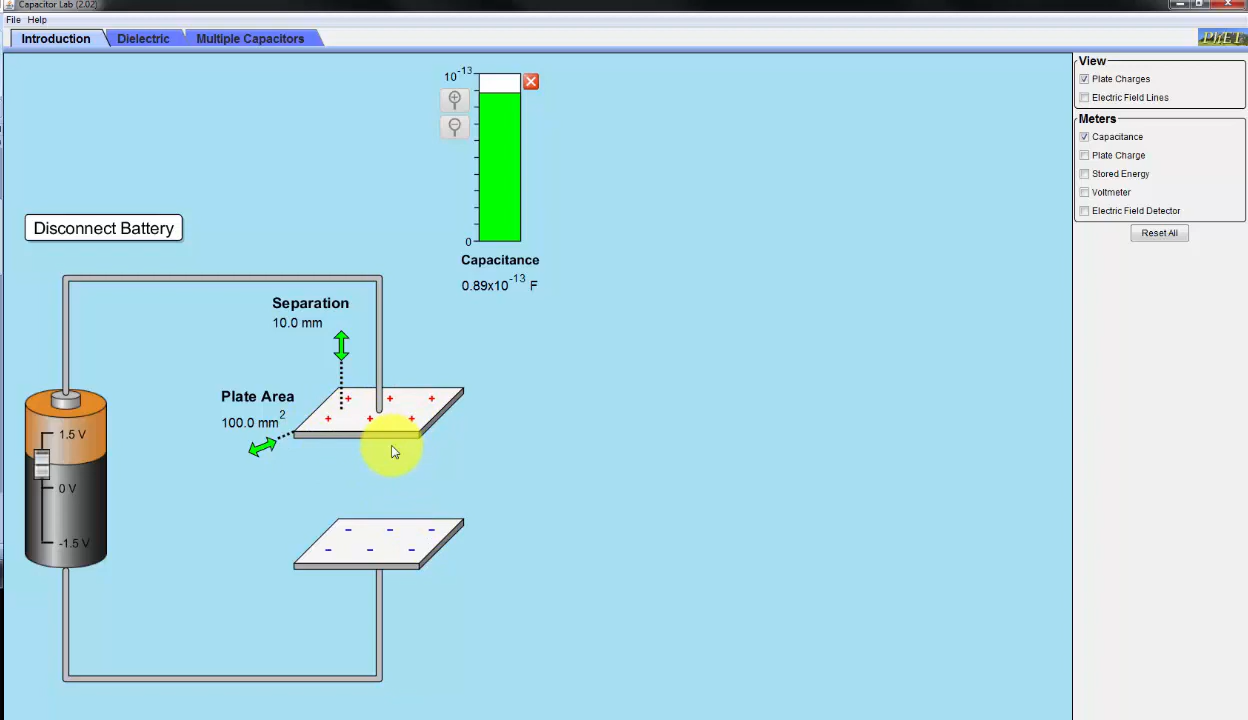 Capacitor Lab (2.02)
File Help
Introduction Dielectric Multiple Capacitors
PhET
10⁻¹³
0
Capacitance
0.89x10⁻¹³ F
Disconnect Battery
Separation
10.0 mm
Plate Area
100.0 mm²
1.5 V
0 V
-1.5 V
+ + +
+ + +
- - -
- - -
View
Plate Charges
Electric Field Lines
Meters
Capacitance
Plate Charge
Stored Energy
Voltmeter
Electric Field Detector
Reset All